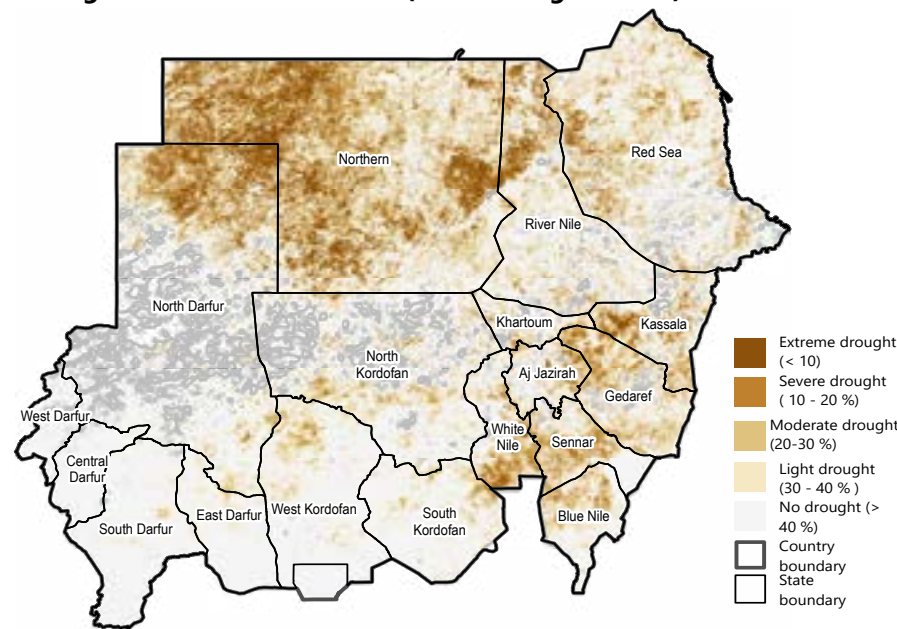 Northern
Red Sea
River Nile
North Darfur
Khartoum
Kassala
North
Kordofan
Aj Jazirah
Gedaref
West Darfur
White
Nile
Sennar
Central
Darfur
South Darfur
East Darfur
West Kordofan
South
Kordofan
Blue Nile
Extreme drought
(< 10)
Severe drought
( 10 - 20 %)
Moderate drought
(20-30 %)
Light drought
(30 - 40 % )
No drought (>
40 %)
Country
boundary
State
boundary